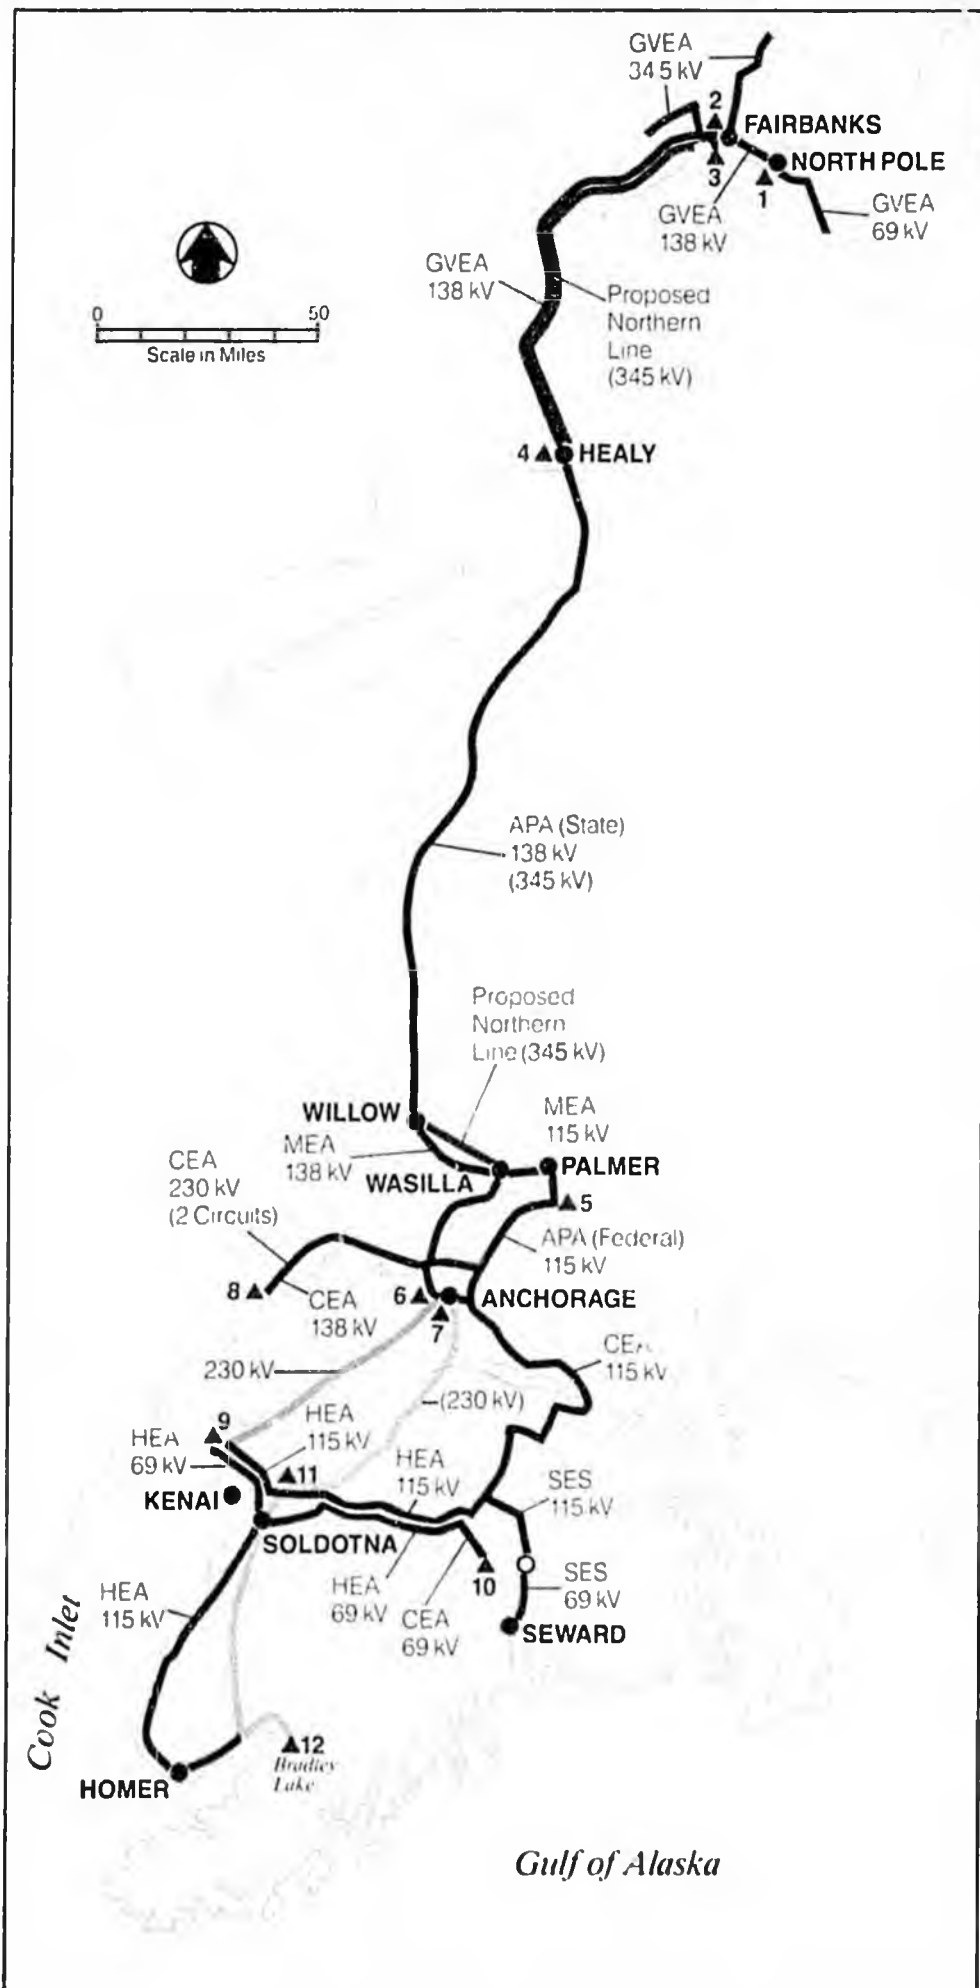 GVEA
34.5 kV
2
FAIRBANKS
NORTH POLE
3
1
GVEA
138 kV
GVEA
69 kV
GVEA
138 kV
Proposed
Northern
Line
(345 kV)
0
50
Scale in Miles
4
HEALY
APA (State)
138 kV
(345 kV)
Proposed
Northern
Line (345 kV)
WILLOW
MEA
115 kV
MEA
138 kV
PALMER
WASILLA
CEA
230 kV
(2 Circuits)
5
APA (Federal)
115 kV
8
CEA
138 kV
6
ANCHORAGE
7
CEA
115 kV
230 kV
(230 kV)
9
HEA
69 kV
HEA
115 kV
11
HEA
115 kV
KENAI
SES
115 kV
SOLDOTNA
HEA
69 kV
CEA
69 kV
10
SES
69 kV
SEWARD
HEA
115 kV
Cook Inlet
12
Bradley
Lake
HOMER
Gulf of Alaska